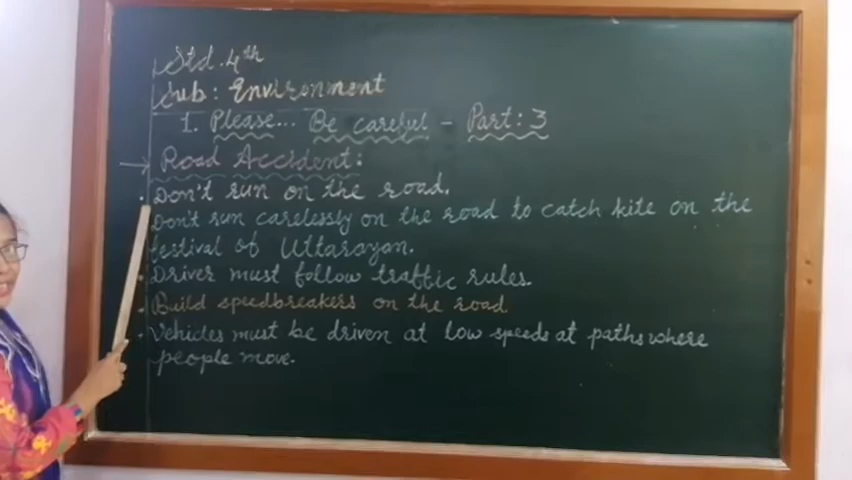 Std. 4th
Sub: Environment
1. Please... Be careful - Part: 3
→ Road Accident:
. Don't run on the road.
Don't run carelessly on the road to catch kite on the
festival of Uttarayan.
. Driver must follow traffic rules.
. Build speedbreakers on the road
. Vehicles must be driven at low speeds at paths where
people move.